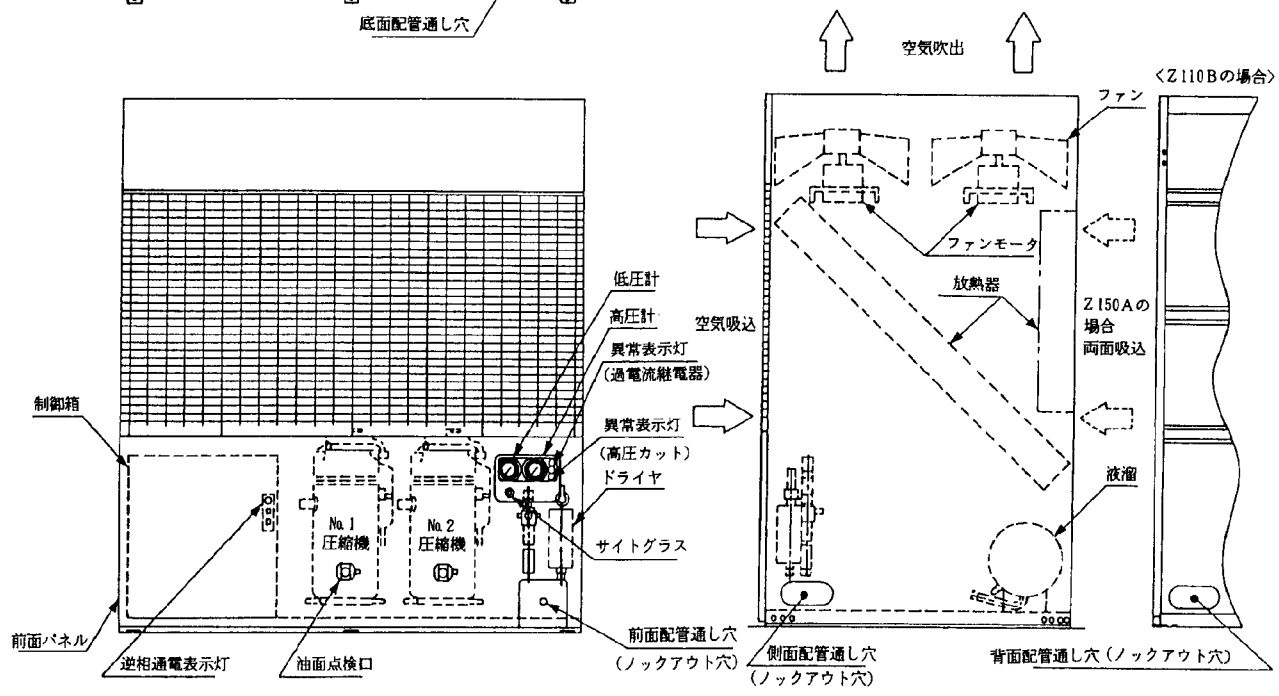 底面配管通し穴
空気吹出
〈Z110Bの場合〉
ファン
ファンモータ
放熱器
Z150Aの
場合
両面吸込
空気吸込
低圧計
高圧計
異常表示灯
(過電流継電器)
異常表示灯
(高圧カット)
ドライヤ
制御箱
液溜
No.1
圧縮機
No.2
圧縮機
サイトグラス
前面パネル
逆相通電表示灯
油面点検口
前面配管通し穴
(ノックアウト穴)
側面配管通し穴
(ノックアウト穴)
背面配管通し穴(ノックアウト穴)